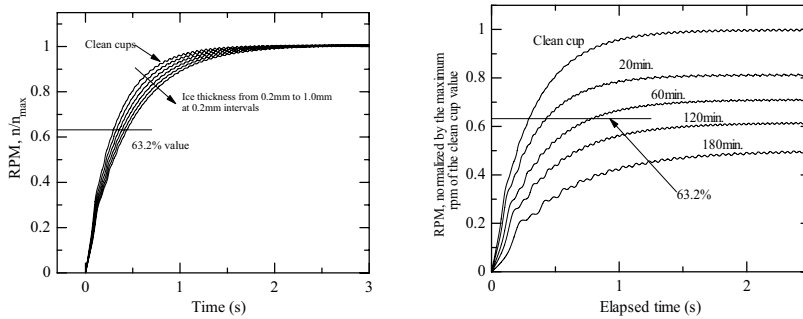 1
0.8
0.6
0.4
0.2
0
RPM, n/n max
Clean cups
Ice thickness from 0.2mm to 1.0mm
at 0.2mm intervals
63.2% value
0 1 2 3
Time (s)
1
0.8
0.6
0.4
0.2
0
RPM, normalized by the maximum
rpm of the clean cup value
Clean cup
20min.
60min.
120min.
180min.
63.2%
0 1 2
Elapsed time (s)